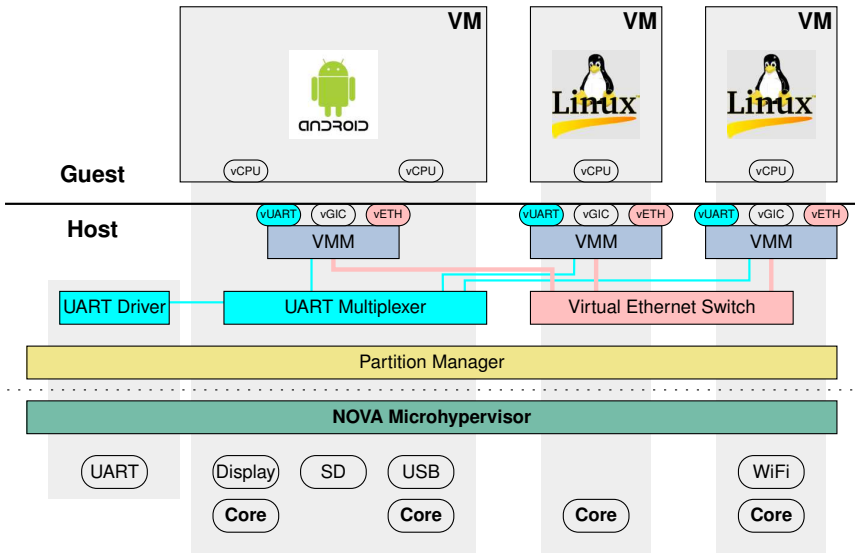 VM
VM
VM
ANDROID
Linux™
Linux™
vCPU
vCPU
vCPU
vCPU
Guest
Host
vUART
vGIC
vETH
vUART
vGIC
vETH
vUART
vGIC
vETH
VMM
VMM
VMM
UART Driver
UART Multiplexer
Virtual Ethernet Switch
Partition Manager
NOVA Microhypervisor
UART
Display
SD
USB
WiFi
Core
Core
Core
Core